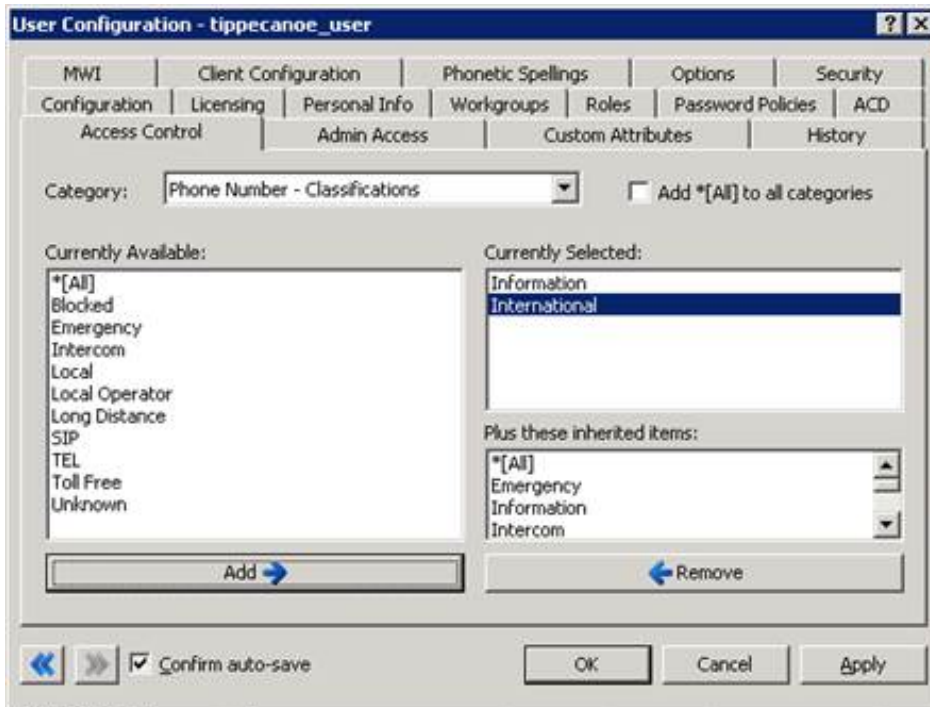 User Configuration - tippecanoe_user
MWI Client Configuration Phonetic Spellings Options Security
Configuration Licensing Personal Info Workgroups Roles Password Policies ACD
Access Control Admin Access Custom Attributes History
Category: Phone Number - Classifications Add *[All] to all categories
Currently Available:
*[All]
Blocked
Emergency
Intercom
Local
Local Operator
Long Distance
SIP
TEL
Toll Free
Unknown
Add
Currently Selected:
Information
International
Plus these inherited items:
*[All]
Emergency
Information
Intercom
Remove
Confirm auto-save OK Cancel Apply